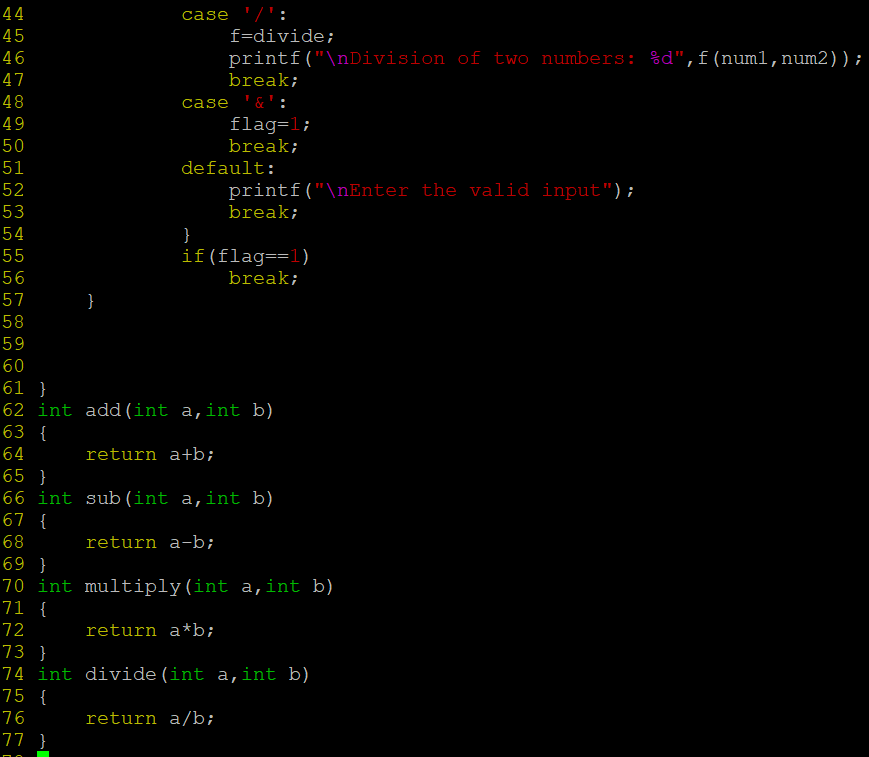 44             case '/':
45                 f=divide;
46                 printf("\nDivision of two numbers: %d",f(num1,num2));
47                 break;
48             case '&':
49                 flag=1;
50                 break;
51             default:
52                 printf("\nEnter the valid input");
53                 break;
54             }
55             if(flag==1)
56                 break;
57     }
58
59
60
61 }
62 int add(int a,int b)
63 {
64     return a+b;
65 }
66 int sub(int a,int b)
67 {
68     return a-b;
69 }
70 int multiply(int a,int b)
71 {
72     return a*b;
73 }
74 int divide(int a,int b)
75 {
76     return a/b;
77 }